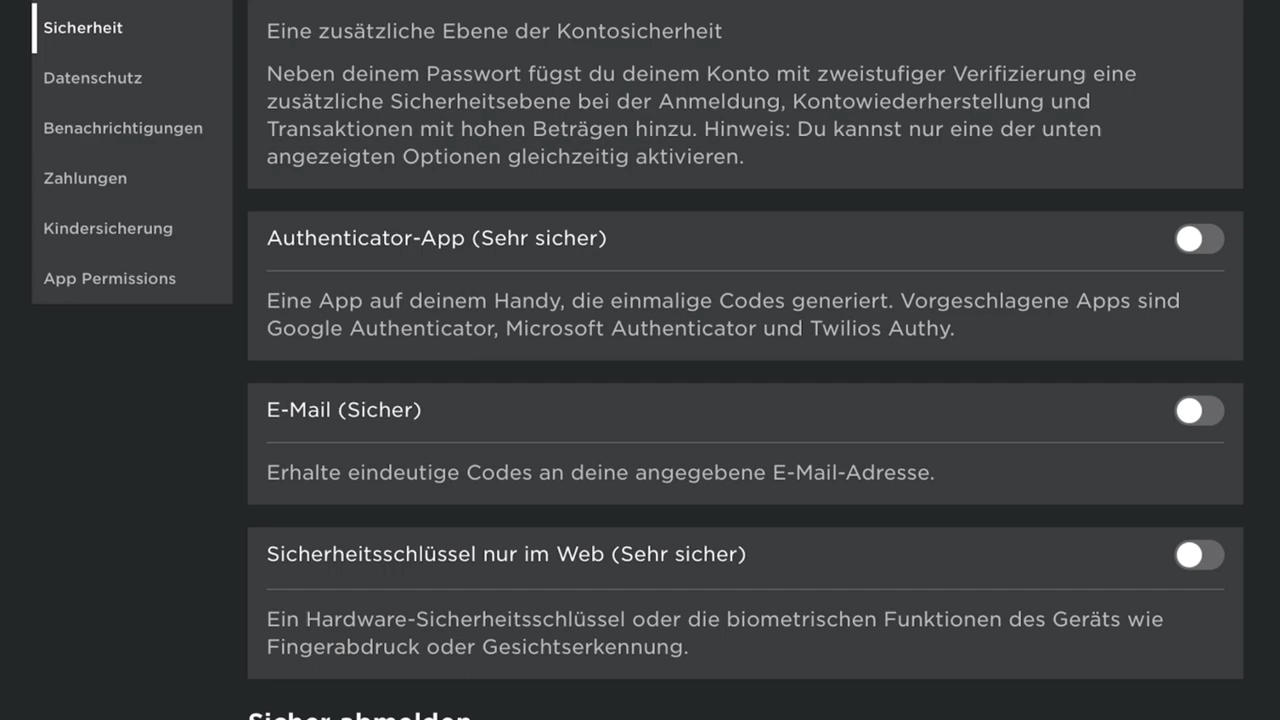 Sicherheit
Datenschutz
Benachrichtigungen
Zahlungen
Kindersicherung
App Permissions
Eine zusätzliche Ebene der Kontosicherheit
Neben deinem Passwort fügst du deinem Konto mit zweistufiger Verifizierung eine
zusätzliche Sicherheitsebene bei der Anmeldung, Kontowiederherstellung und
Transaktionen mit hohen Beträgen hinzu. Hinweis: Du kannst nur eine der unten
angezeigten Optionen gleichzeitig aktivieren.
Authenticator-App (Sehr sicher)
Eine App auf deinem Handy, die einmalige Codes generiert. Vorgeschlagene Apps sind
Google Authenticator, Microsoft Authenticator und Twilios Authy.
E-Mail (Sicher)
Erhalte eindeutige Codes an deine angegebene E-Mail-Adresse.
Sicherheitsschlüssel nur im Web (Sehr sicher)
Ein Hardware-Sicherheitsschlüssel oder die biometrischen Funktionen des Geräts wie
Fingerabdruck oder Gesichtserkennung.
Sicher abmelden